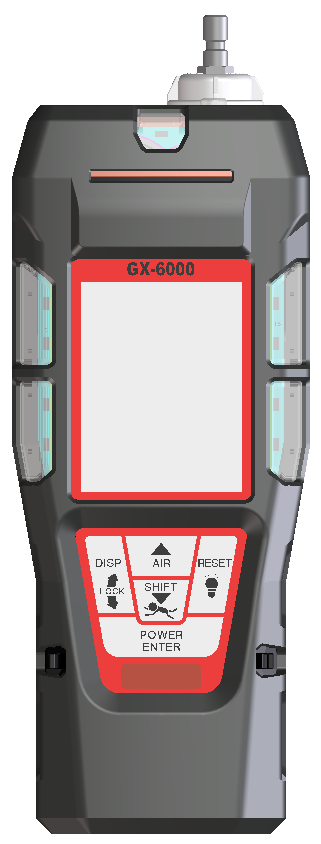 GX-6000
DISP
AIR
RESET
LOCK
SHIFT
POWER
ENTER